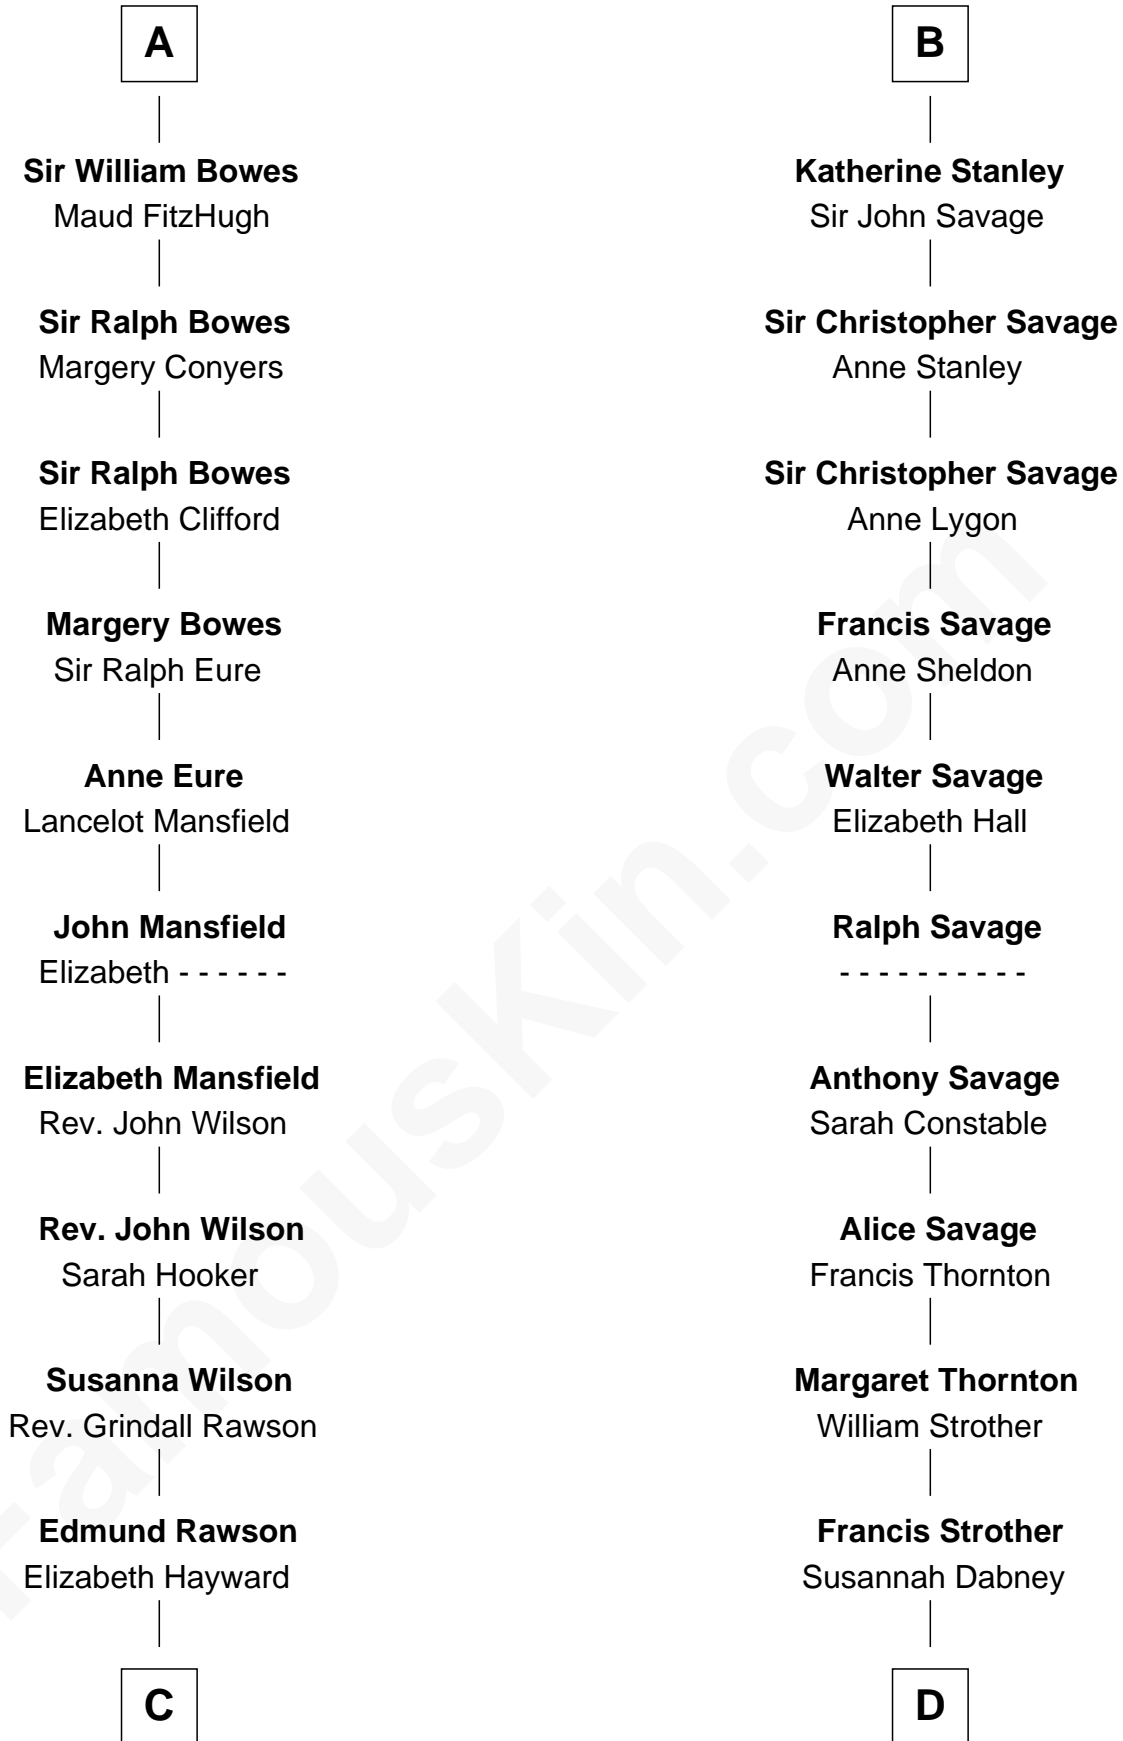 A
Sir William Bowes
Maud FitzHugh
Sir Ralph Bowes
Margery Conyers
Sir Ralph Bowes
Elizabeth Clifford
Margery Bowes
Sir Ralph Eure
Anne Eure
Lancelot Mansfield
John Mansfield
Elizabeth - - - - - -
Elizabeth Mansfield
Rev. John Wilson
Rev. John Wilson
Sarah Hooker
Susanna Wilson
Rev. Grindall Rawson
Edmund Rawson
Elizabeth Hayward
C
B
Katherine Stanley
Sir John Savage
Sir Christopher Savage
Anne Stanley
Sir Christopher Savage
Anne Lygon
Francis Savage
Anne Sheldon
Walter Savage
Elizabeth Hall
Ralph Savage
- - - - - - - - - -
Anthony Savage
Sarah Constable
Alice Savage
Francis Thornton
Margaret Thornton
William Strother
Francis Strother
Susannah Dabney
D
FamousKin.com